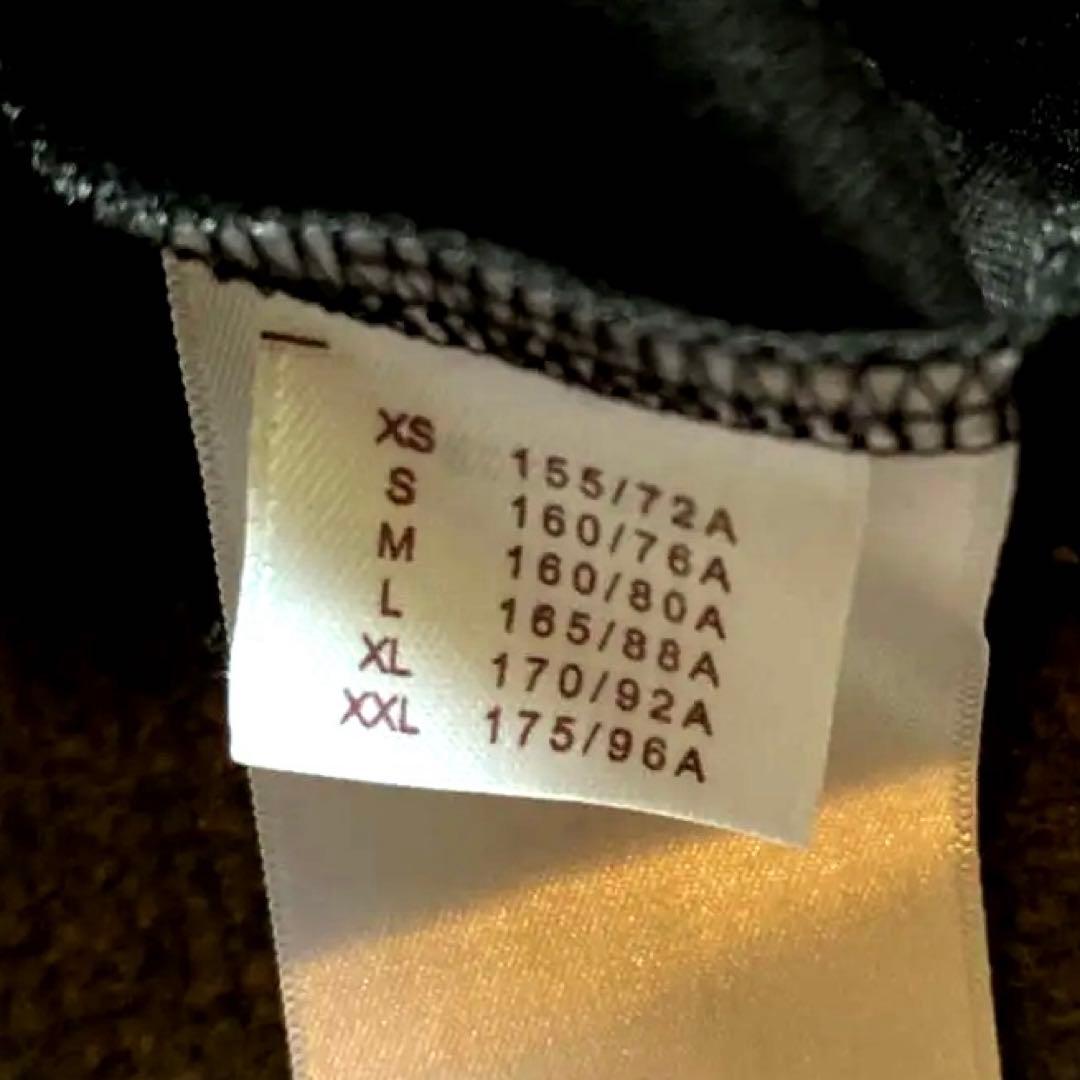 XS 155/72A
S 160/76A
M 160/80A
L 165/88A
XL 170/92A
XXL 175/96A